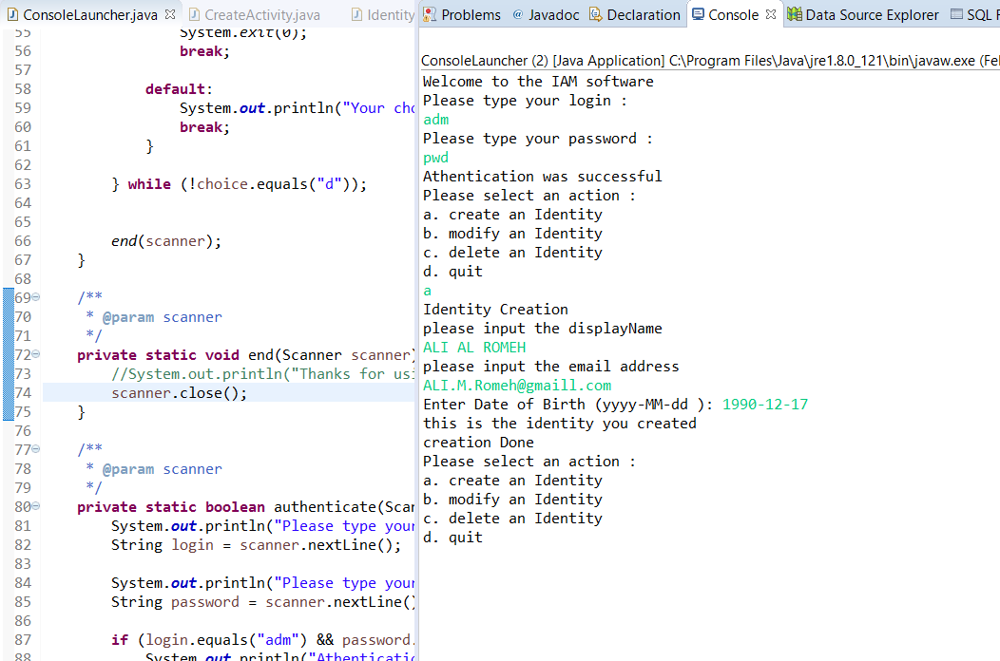 ConsoleLauncher.java CreateActivity.java Identity
55 System.exit(0);
56 break;
57
58 default:
59 System.out.println("Your cho
60 break;
61 }
62
63 } while (!choice.equals("d"));
64
65
66 end(scanner);
67 }
68
69 /**
70 * @param scanner
71 */
72 private static void end(Scanner scanner)
73 //System.out.println("Thanks for usi
74 scanner.close();
75 }
76
77 /**
78 * @param scanner
79 */
80 private static boolean authenticate(Scan
81 System.out.println("Please type your
82 String login = scanner.nextLine();
83
84 System.out.println("Please type your
85 String password = scanner.nextLine()
86
87 if (login.equals("adm") && password.
88 System.out.println("Athenticatio
Problems Javadoc Declaration Console Data Source Explorer SQL
ConsoleLauncher (2) [Java Application] C:\Program Files\Java\jre1.8.0_121\bin\javaw.exe (Fe
Welcome to the IAM software
Please type your login :
adm
Please type your password :
pwd
Athentication was successful
Please select an action :
a. create an Identity
b. modify an Identity
c. delete an Identity
d. quit
a
Identity Creation
please input the displayName
ALI AL ROMEH
please input the email address
ALI.M.Romeh@gmaill.com
Enter Date of Birth (yyyy-MM-dd ): 1990-12-17
this is the identity you created
creation Done
Please select an action :
a. create an Identity
b. modify an Identity
c. delete an Identity
d. quit